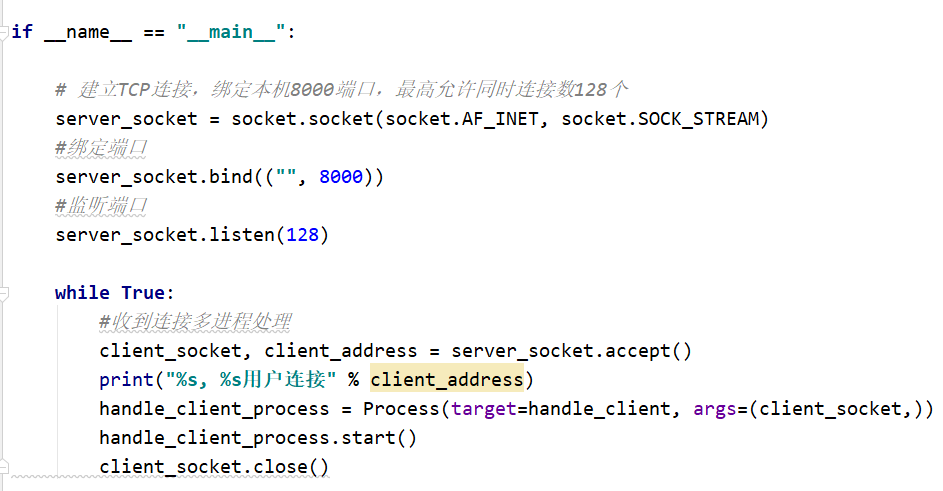 if __name__ == "__main__":
# 建立TCP连接，绑定本机8000端口，最高允许同时连接数128个
server_socket = socket.socket(socket.AF_INET, socket.SOCK_STREAM)
#绑定端口
server_socket.bind(("", 8000))
#监听端口
server_socket.listen(128)
while True:
#收到连接多进程处理
client_socket, client_address = server_socket.accept()
print("%s, %s用户连接" % client_address)
handle_client_process = Process(target=handle_client, args=(client_socket,))
handle_client_process.start()
client_socket.close()